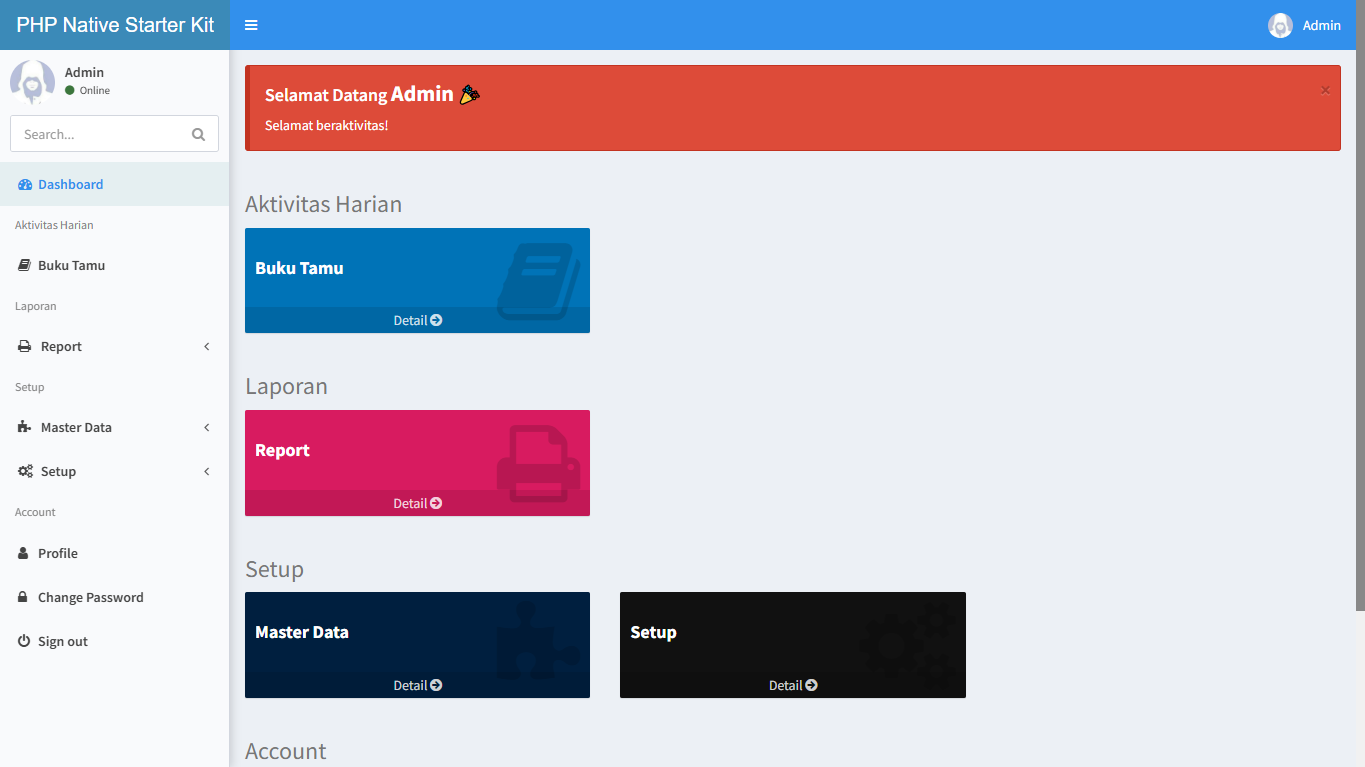 PHP Native Starter Kit
Admin
Admin
Online
Search...
Dashboard
Aktivitas Harian
Buku Tamu
Laporan
Report
Setup
Master Data
Setup
Account
Profile
Change Password
Sign out
Selamat Datang Admin
×
Selamat beraktivitas!
Aktivitas Harian
Buku Tamu
Detail
Laporan
Report
Detail
Setup
Master Data
Detail
Setup
Detail
Account